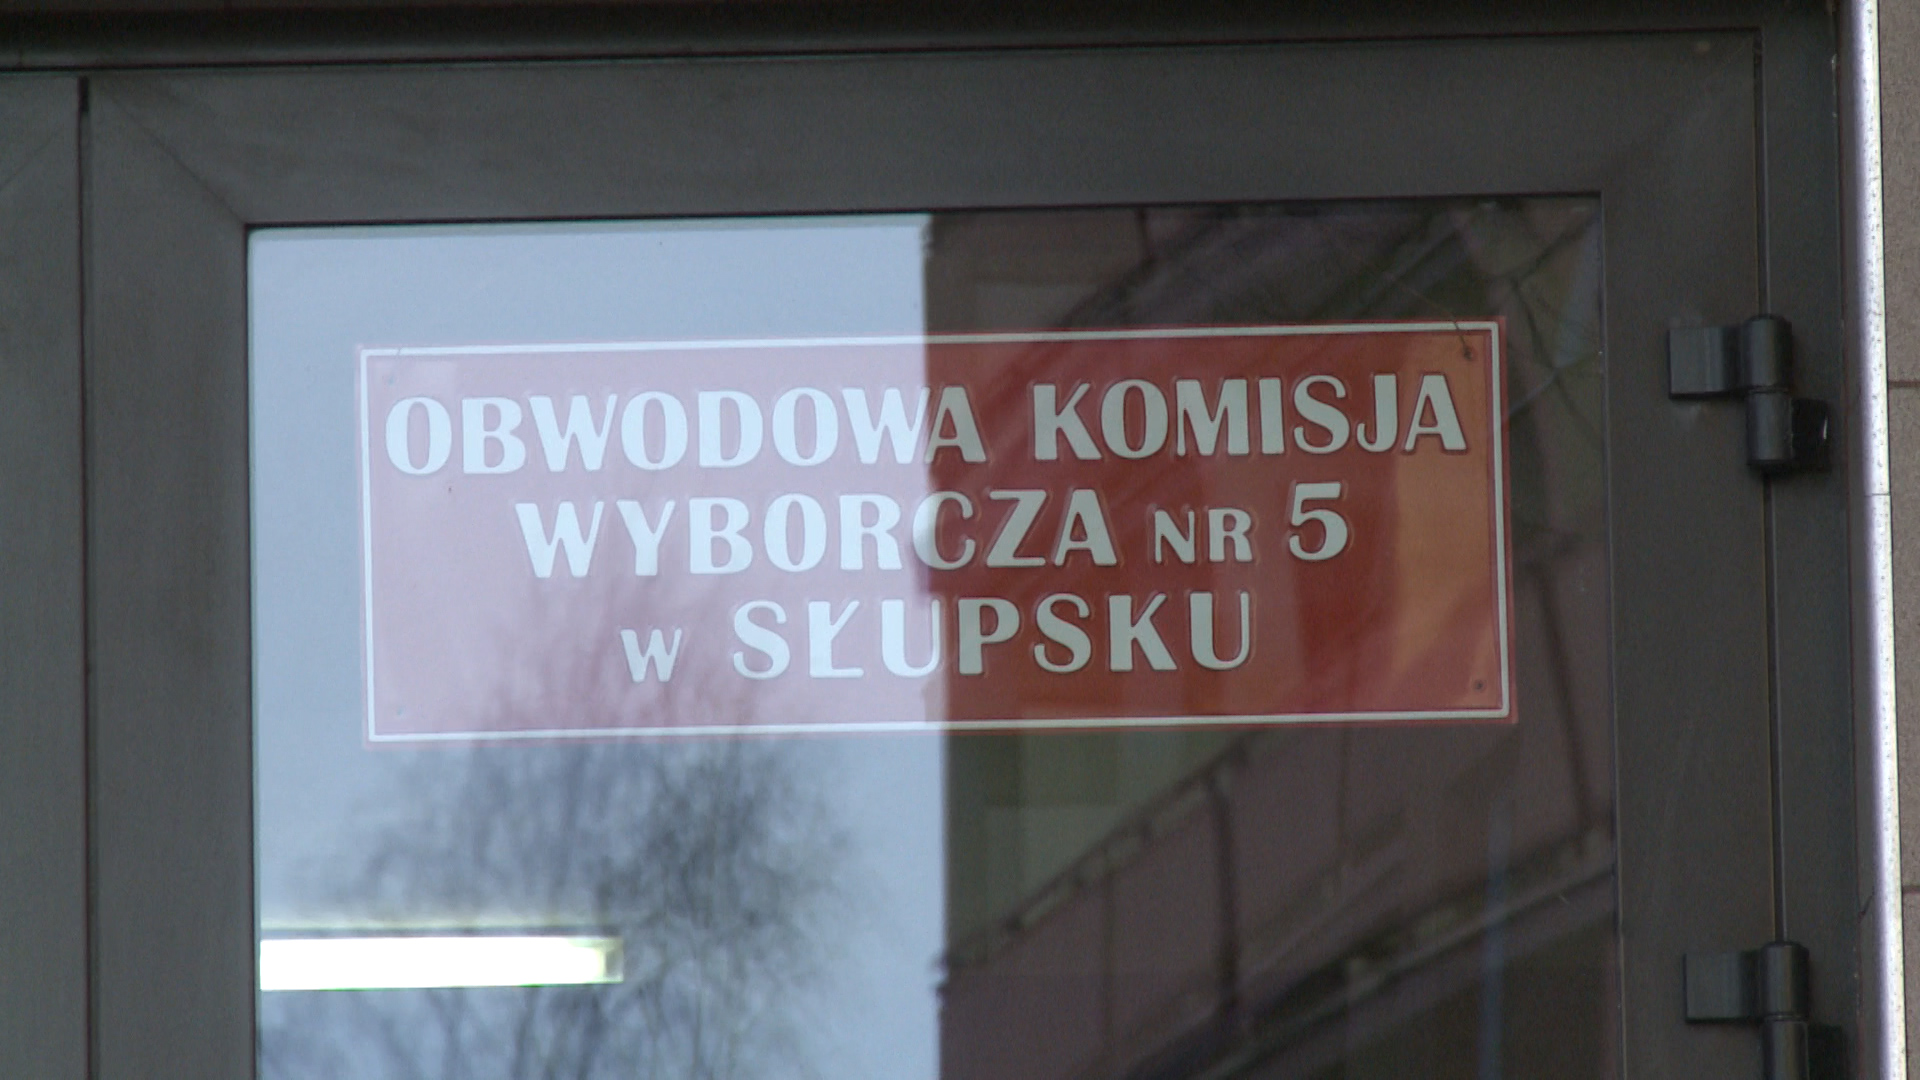 OBWODOWA KOMISJA
WYBORCZA NR 5
W SŁUPSKU